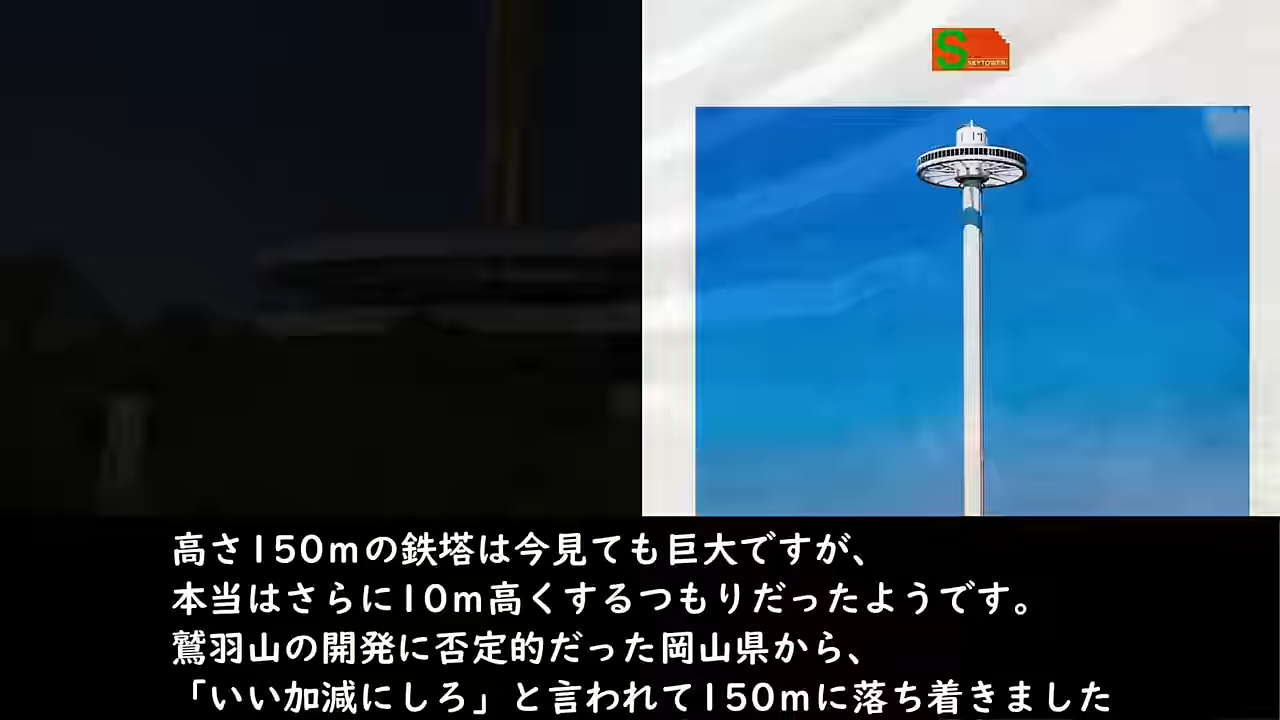 S
SKYTOWER
高さ150mの鉄塔は今見ても巨大ですが、
本当はさらに10m高くするつもりだったようです。
鷲羽山の開発に否定的だった岡山県から、
「いい加減にしろ」と言われて150mに落ち着きました